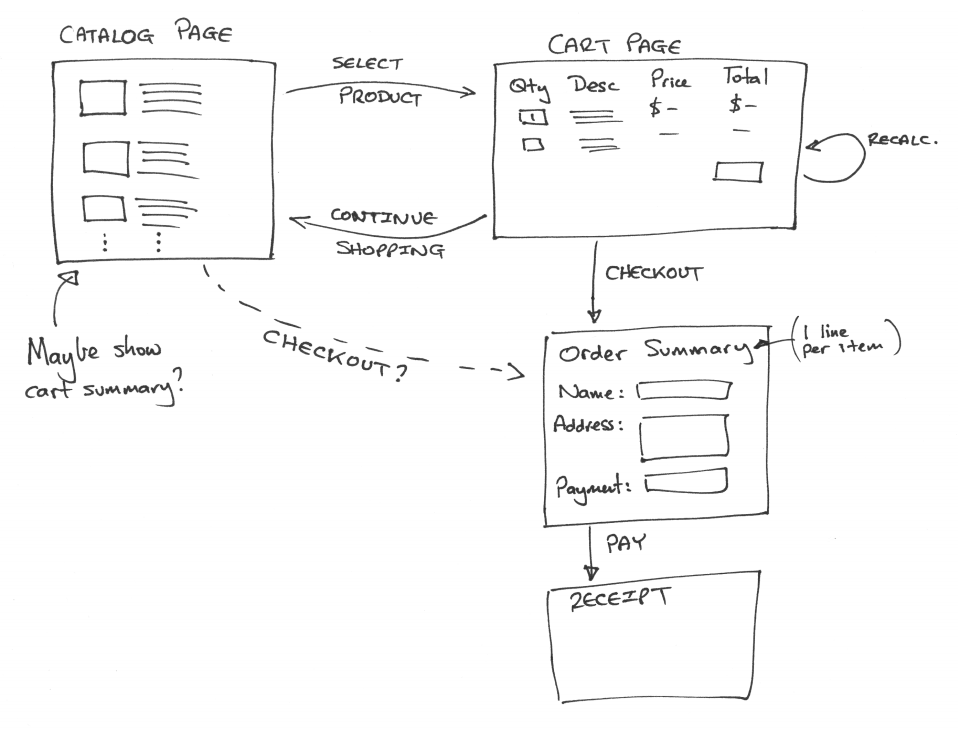 CATALOG PAGE
SELECT
PRODUCT
CART PAGE
Qty Desc Price Total
1 $- $-
- -
RECALC.
CONTINUE
SHOPPING
CHECKOUT
Maybe show
cart summary?
CHECKOUT?
Order Summary
(1 line
per item)
Name:
Address:
Payment:
PAY
RECEIPT